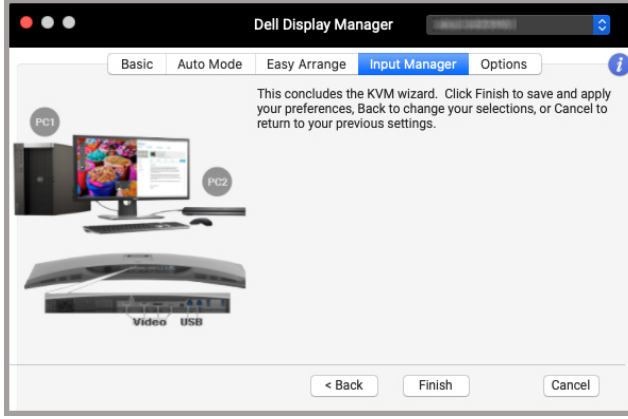 Dell Display Manager
Basic
Auto Mode
Easy Arrange
Input Manager
Options
i
This concludes the KVM wizard. Click Finish to save and apply
your preferences, Back to change your selections, or Cancel to
return to your previous settings.
PC1
PC2
Video USB
< Back
Finish
Cancel